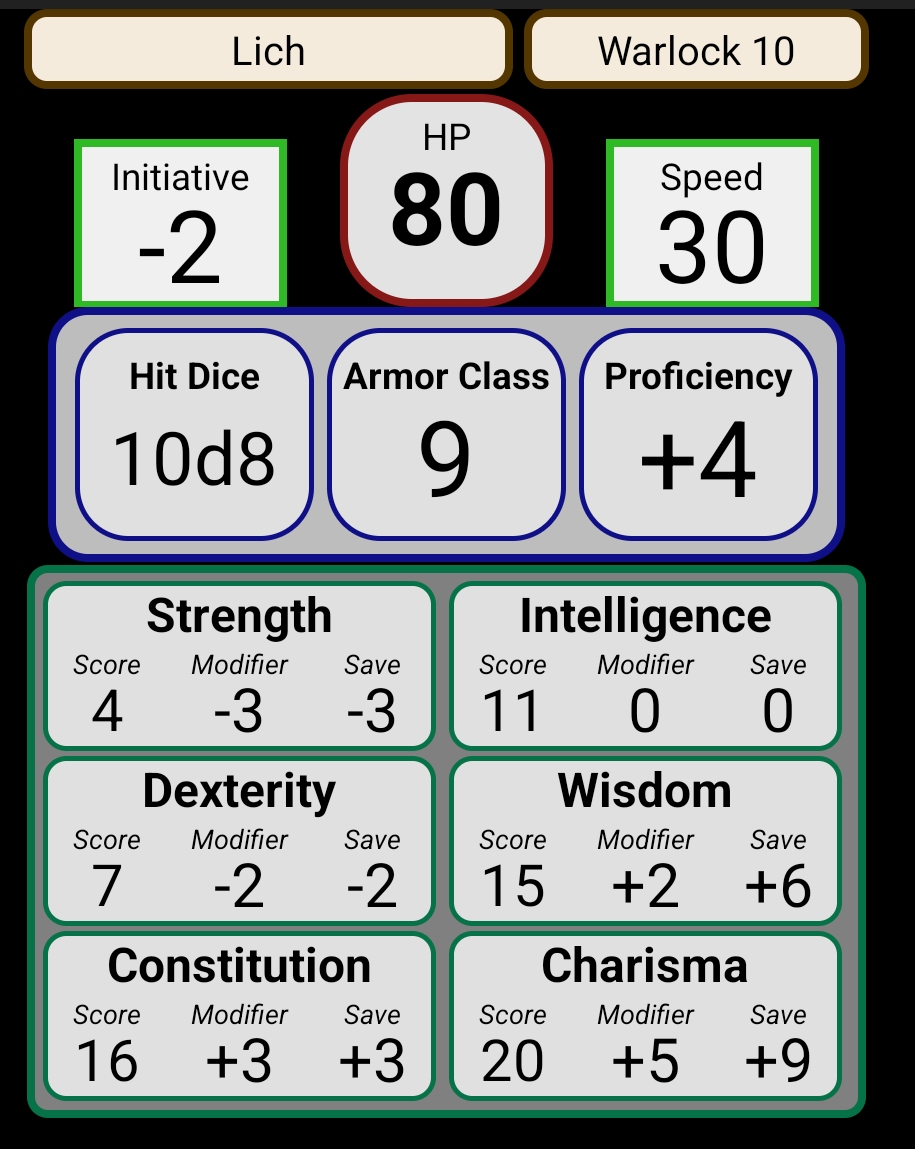 Lich
Warlock 10
HP
80
Initiative
-2
Speed
30
Hit Dice
10d8
Armor Class
9
Proficiency
+4
Strength
Score Modifier Save
4 -3 -3
Intelligence
Score Modifier Save
11 0 0
Dexterity
Score Modifier Save
7 -2 -2
Wisdom
Score Modifier Save
15 +2 +6
Constitution
Score Modifier Save
16 +3 +3
Charisma
Score Modifier Save
20 +5 +9